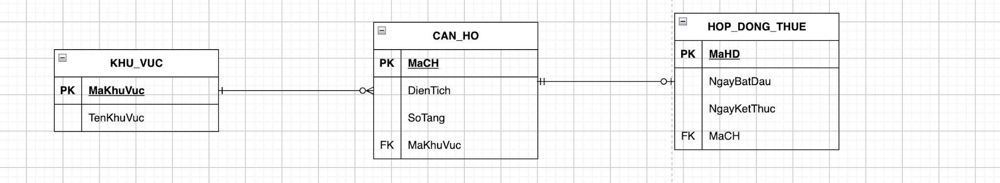 KHU_VUC
PK MaKhuVuc
TenKhuVuc
CAN_HO
PK MaCH
DienTich
SoTang
FK MaKhuVuc
HOP_DONG_THUE
PK MaHD
NgayBatDau
NgayKetThuc
FK MaCH